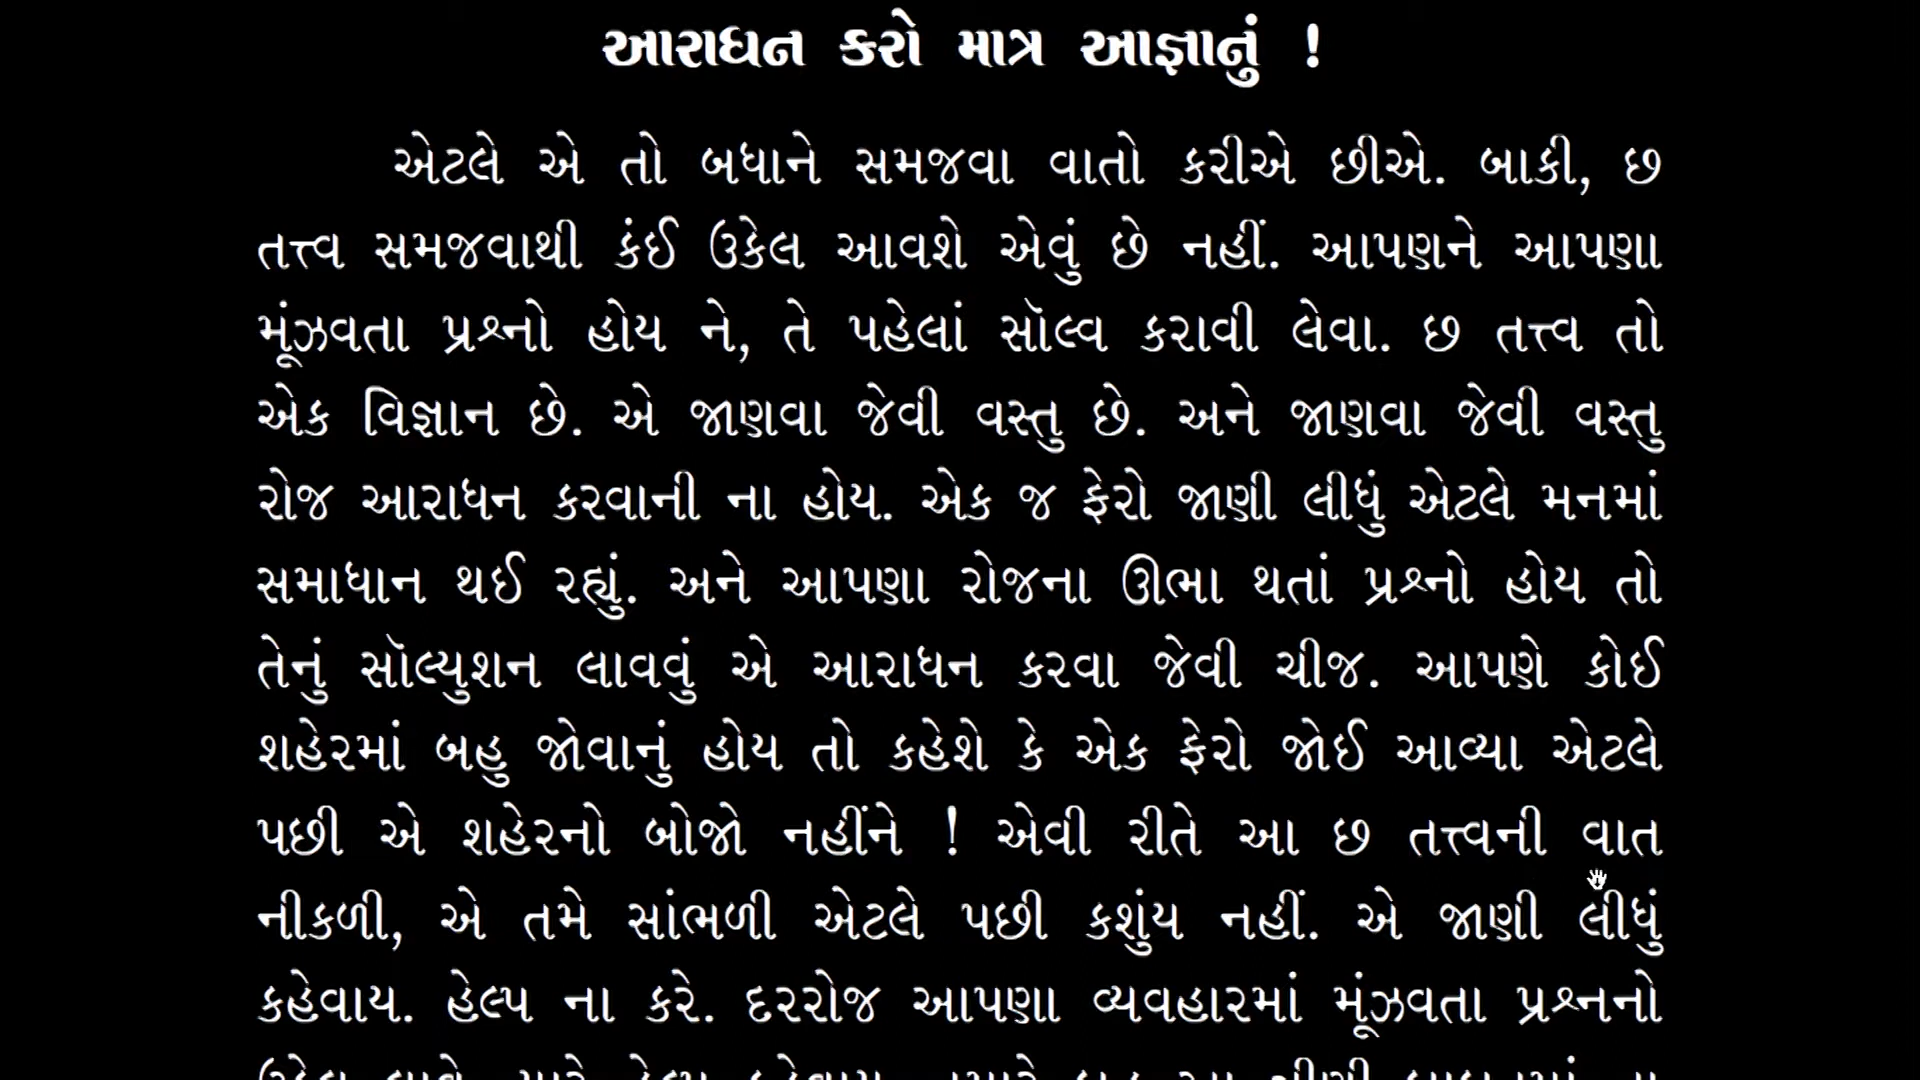 આરાધન કરો માત્ર આજ્ઞાનું !
એટલે એ તો બધાને સમજવા વાતો કરીએ છીએ. બાકી, છ
તત્ત્વ સમજવાથી કંઈ ઉકેલ આવશે એવું છે નહીં. આપણને આપણા
મૂંઝવતા પ્રશ્નો હોય ને, તે પહેલાં સૉલ્વ કરાવી લેવા. છ તત્ત્વ તો
એક વિજ્ઞાન છે. એ જાણવા જેવી વસ્તુ છે. અને જાણવા જેવી વસ્તુ
રોજ આરાધન કરવાની ના હોય. એક જ ફેરો જાણી લીધું એટલે મનમાં
સમાધાન થઈ રહ્યું. અને આપણા રોજના ઊભા થતાં પ્રશ્નો હોય તો
તેનું સૉલ્યુશન લાવવું એ આરાધન કરવા જેવી ચીજ. આપણે કોઈ
શહેરમાં બહુ જોવાનું હોય તો કહેશે કે એક ફેરો જોઈ આવ્યા એટલે
પછી એ શહેરનો બોજો નહીંને ! એવી રીતે આ છ તત્ત્વની વાત
નીકળી, એ તમે સાંભળી એટલે પછી કશુંય નહીં. એ જાણી લીધું
કહેવાય. હેલ્પ ના કરે. દરરોજ આપણા વ્યવહારમાં મૂંઝવતા પ્રશ્નનો